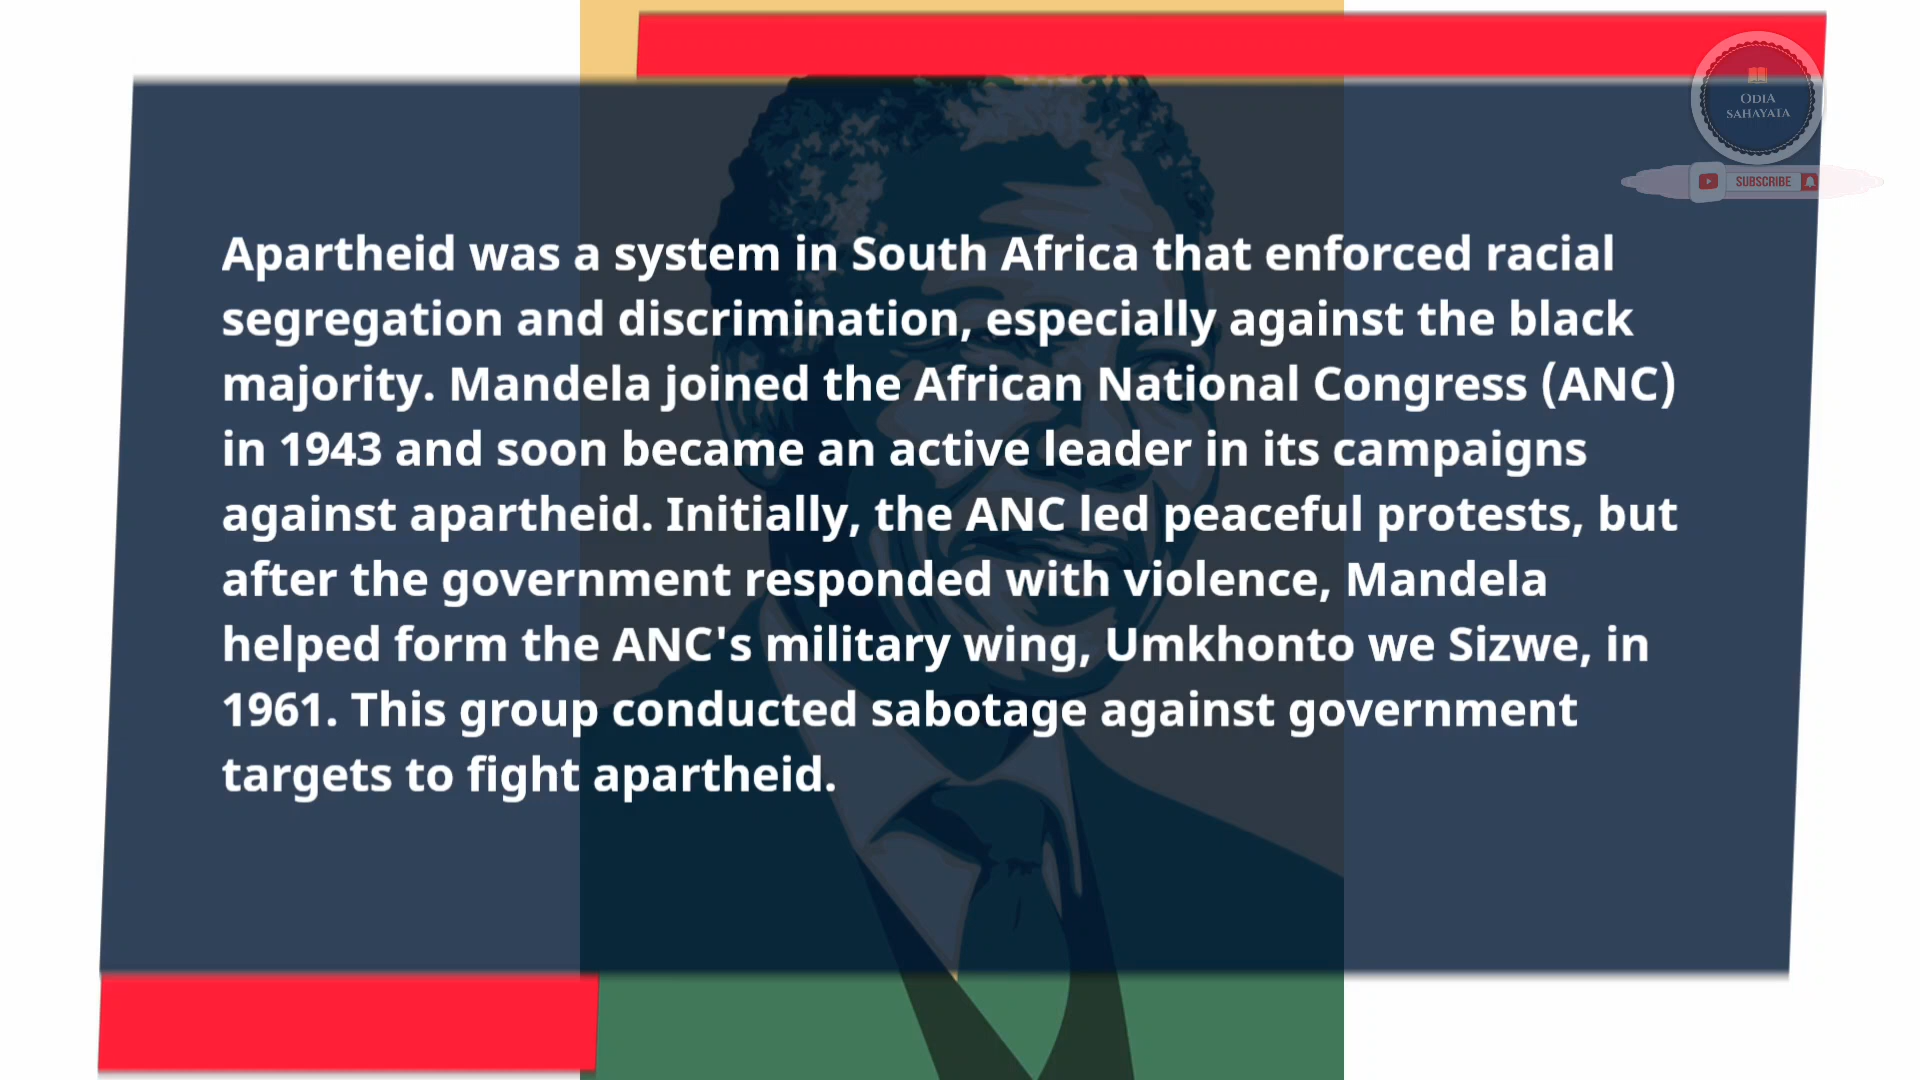 ODIA
SAHAYATA
SUBSCRIBE
Apartheid was a system in South Africa that enforced racial
segregation and discrimination, especially against the black
majority. Mandela joined the African National Congress (ANC)
in 1943 and soon became an active leader in its campaigns
against apartheid. Initially, the ANC led peaceful protests, but
after the government responded with violence, Mandela
helped form the ANC's military wing, Umkhonto we Sizwe, in
1961. This group conducted sabotage against government
targets to fight apartheid.